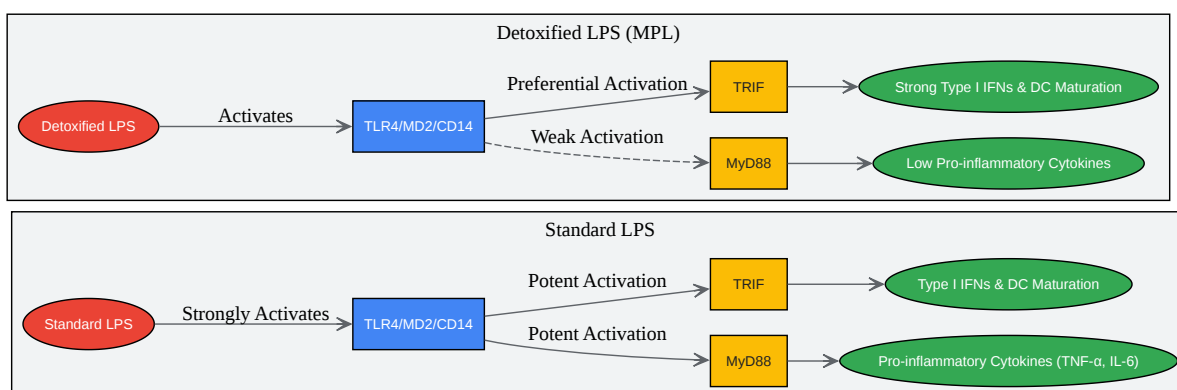 Detoxified LPS (MPL)
Detoxified LPS
Activates
TLR4/MD2/CD14
Preferential Activation
TRIF
Strong Type I IFNs & DC Maturation
Weak Activation
MyD88
Low Pro-inflammatory Cytokines
Standard LPS
Standard LPS
Strongly Activates
TLR4/MD2/CD14
Potent Activation
TRIF
Type I IFNs & DC Maturation
Potent Activation
MyD88
Pro-inflammatory Cytokines (TNF-α, IL-6)